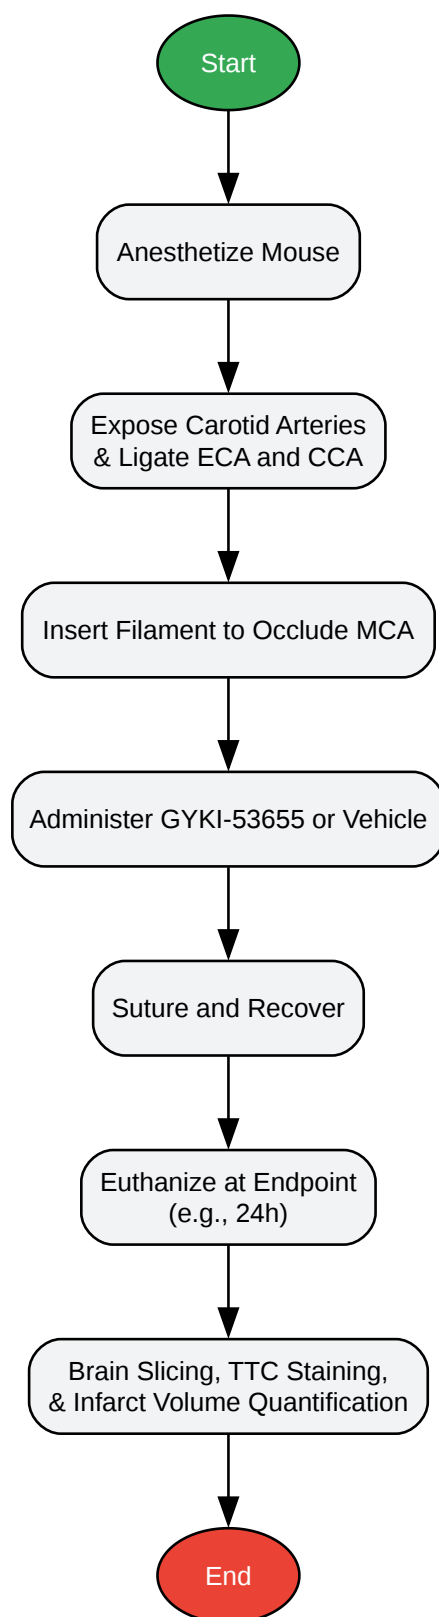 Start
Anesthetize Mouse
Expose Carotid Arteries
& Ligate ECA and CCA
Insert Filament to Occlude MCA
Administer GYKI-53655 or Vehicle
Suture and Recover
Euthanize at Endpoint
(e.g., 24h)
Brain Slicing, TTC Staining,
& Infarct Volume Quantification
End